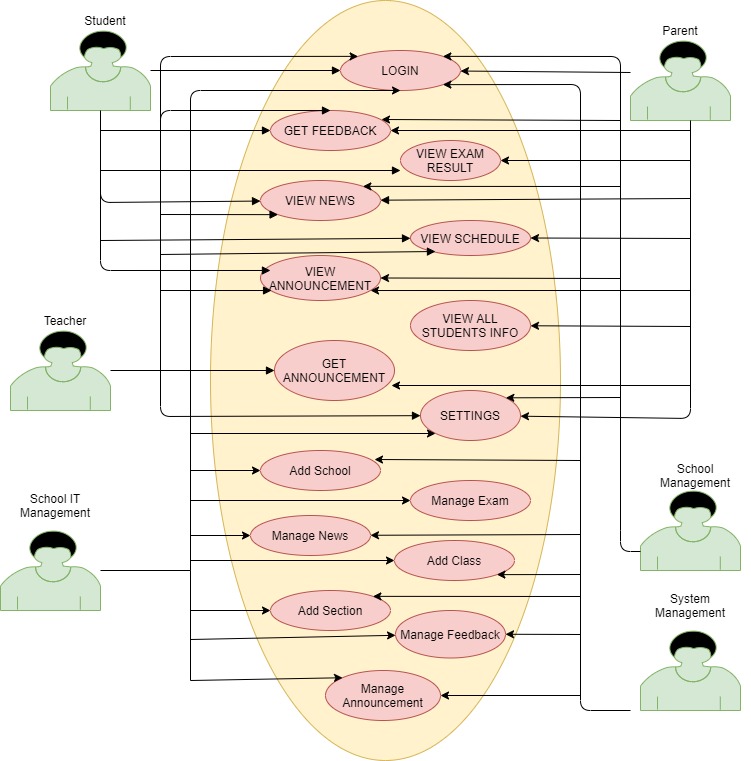 Student
Parent
LOGIN
GET FEEDBACK
VIEW EXAM
RESULT
VIEW NEWS
VIEW SCHEDULE
VIEW
ANNOUNCEMENT
VIEW ALL
STUDENTS INFO
Teacher
GET
ANNOUNCEMENT
SETTINGS
Add School
School
Management
School IT
Management
Manage Exam
Manage News
Add Class
System
Management
Add Section
Manage Feedback
Manage
Announcement